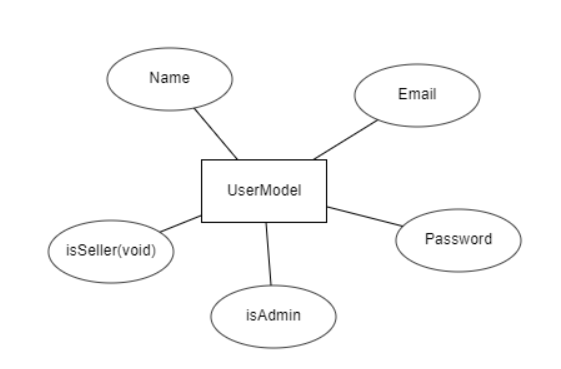 Name
Email
UserModel
isSeller(void)
Password
isAdmin